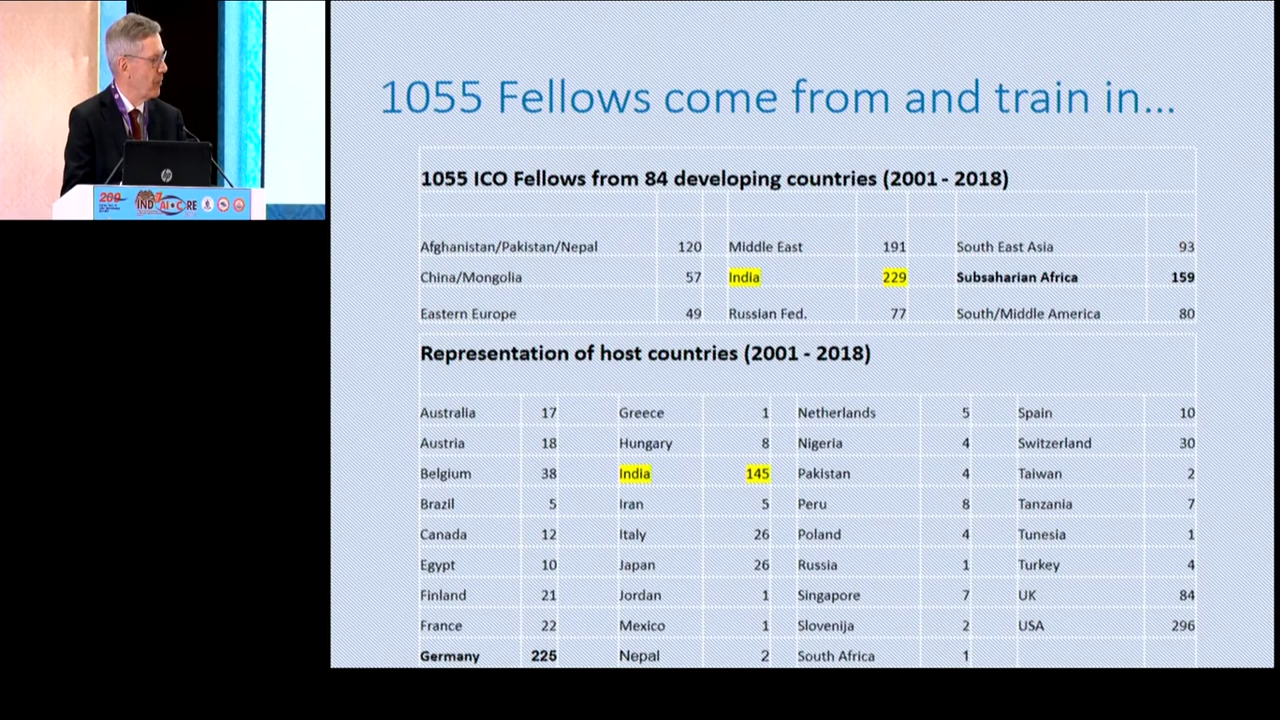 1055 Fellows come from and train in...
1055 ICO Fellows from 84 developing countries (2001 - 2018)
Afghanistan/Pakistan/Nepal 120 Middle East 191 South East Asia 93
China/Mongolia 57 India 229 Subsaharian Africa 159
Eastern Europe 49 Russian Fed. 77 South/Middle America 80
Representation of host countries (2001 - 2018)
Australia 17 Greece 1 Netherlands 5 Spain 10
Austria 18 Hungary 8 Nigeria 4 Switzerland 30
Belgium 38 India 145 Pakistan 4 Taiwan 2
Brazil 5 Iran 5 Peru 8 Tanzania 7
Canada 12 Italy 26 Poland 4 Tunesia 1
Egypt 10 Japan 26 Russia 1 Turkey 4
Finland 21 Jordan 1 Singapore 7 UK 84
France 22 Mexico 1 Slovenija 2 USA 296
Germany 225 Nepal 2 South Africa 1
hp
200
IND